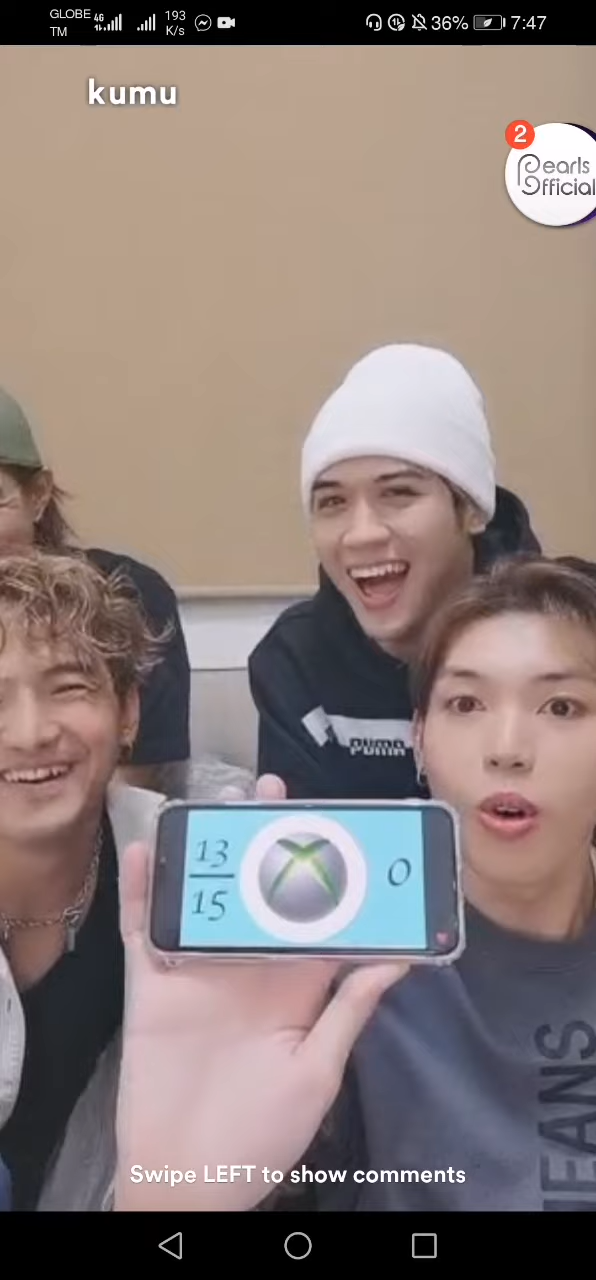 GLOBE
TM
4G
193
K/s
36%
7:47
kumu
2
Pearls
Official
PUMA
13
15
0
JEANS
Swipe LEFT to show comments